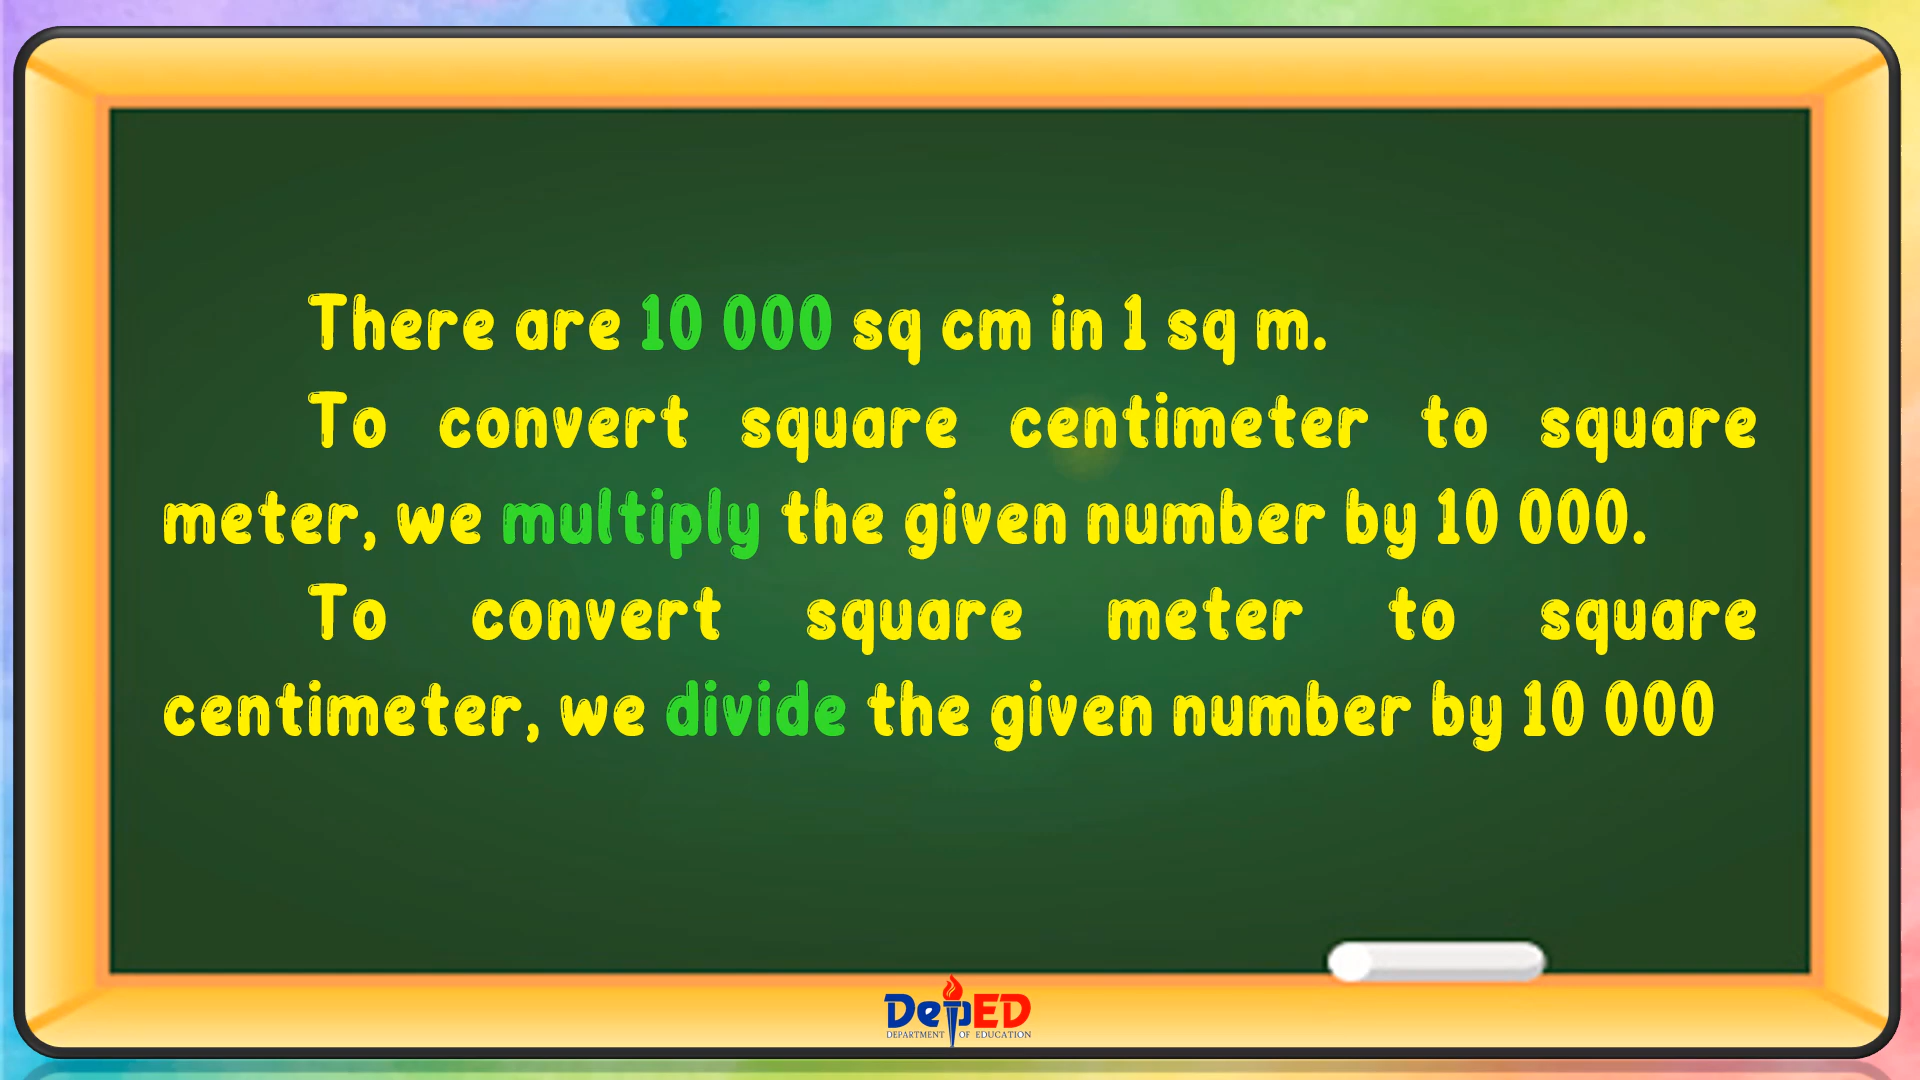 There are 10 000 sq cm in 1 sq m.
To convert square centimeter to square
meter, we multiply the given number by 10 000.
To convert square meter to square
centimeter, we divide the given number by 10 000
DepED
DEPARTMENT OF EDUCATION